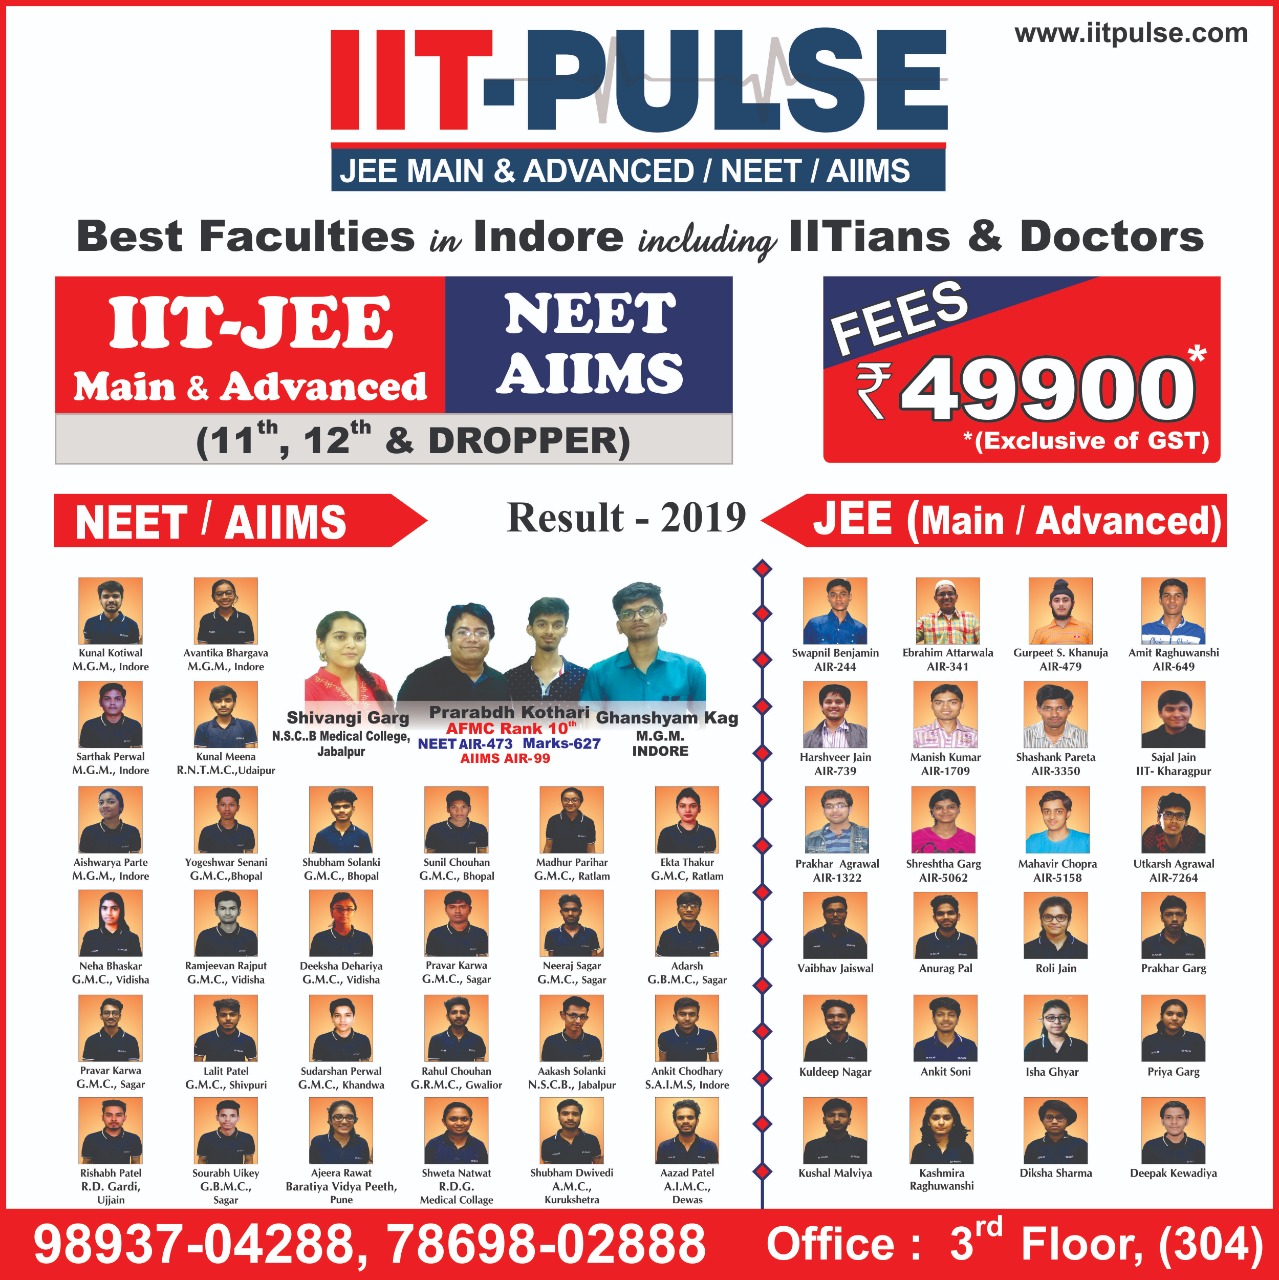 www.iitpulse.com
IIT-PULSE
JEE MAIN & ADVANCED / NEET / AIIMS
Best Faculties in Indore including IITians & Doctors
IIT-JEE
Main & Advanced
NEET
AIIMS
(11th, 12th & DROPPER)
FEES
₹ 49900*
*(Exclusive of GST)
NEET / AIIMS
Result - 2019
JEE (Main / Advanced)
Kunal Kotiwal
M.G.M., Indore
Avantika Bhargava
M.G.M., Indore
Sarthak Perwal
M.G.M., Indore
Kunal Meena
R.N.T.M.C.,Udaipur
Shivangi Garg
N.S.C..B Medical College,
Jabalpur
Prarabdh Kothari
AFMC Rank 10th
NEET AIR-473 Marks-627
AIIMS AIR-99
Ghanshyam Kag
M.G.M.
INDORE
Aishwarya Parte
M.G.M., Indore
Yogeshwar Senani
G.M.C.,Bhopal
Shubham Solanki
G.M.C., Bhopal
Sunil Chouhan
G.M.C., Bhopal
Madhur Parihar
G.M.C., Ratlam
Ekta Thakur
G.M.C, Ratlam
Neha Bhaskar
G.M.C., Vidisha
Ramjeevan Rajput
G.M.C., Vidisha
Deeksha Dehariya
G.M.C., Vidisha
Pravar Karwa
G.M.C., Sagar
Neeraj Sagar
G.M.C., Sagar
Adarsh
G.B.M.C., Sagar
Pravar Karwa
G.M.C., Sagar
Lalit Patel
G.M.C., Shivpuri
Sudarshan Perwal
G.M.C., Khandwa
Rahul Chouhan
G.R.M.C., Gwalior
Aakash Solanki
N.S.C.B., Jabalpur
Ankit Chodhary
S.A.I.M.S, Indore
Rishabh Patel
R.D. Gardi,
Ujjain
Sourabh Uikey
G.B.M.C.,
Sagar
Ajeera Rawat
Baratiya Vidya Peeth,
Pune
Shweta Natwat
R.D.G.
Medical Collage
Shubham Dwivedi
A.M.C.,
Kurukshetra
Aazad Patel
A.I.M.C.,
Dewas
Swapnil Benjamin
AIR-244
Ebrahim Attarwala
AIR-341
Gurpeet S. Khanuja
AIR-479
Amit Raghuwanshi
AIR-649
Harshveer Jain
AIR-739
Manish Kumar
AIR-1709
Shashank Pareta
AIR-3350
Sajal Jain
IIT- Kharagpur
Prakhar Agrawal
AIR-1322
Shreshtha Garg
AIR-5062
Mahavir Chopra
AIR-5158
Utkarsh Agrawal
AIR-7264
Vaibhav Jaiswal
Anurag Pal
Roli Jain
Prakhar Garg
Kuldeep Nagar
Ankit Soni
Isha Ghyar
Priya Garg
Kushal Malviya
Kashmira
Raghuwanshi
Diksha Sharma
Deepak Kewadiya
98937-04288, 78698-02888
Office : 3rd Floor, (304)